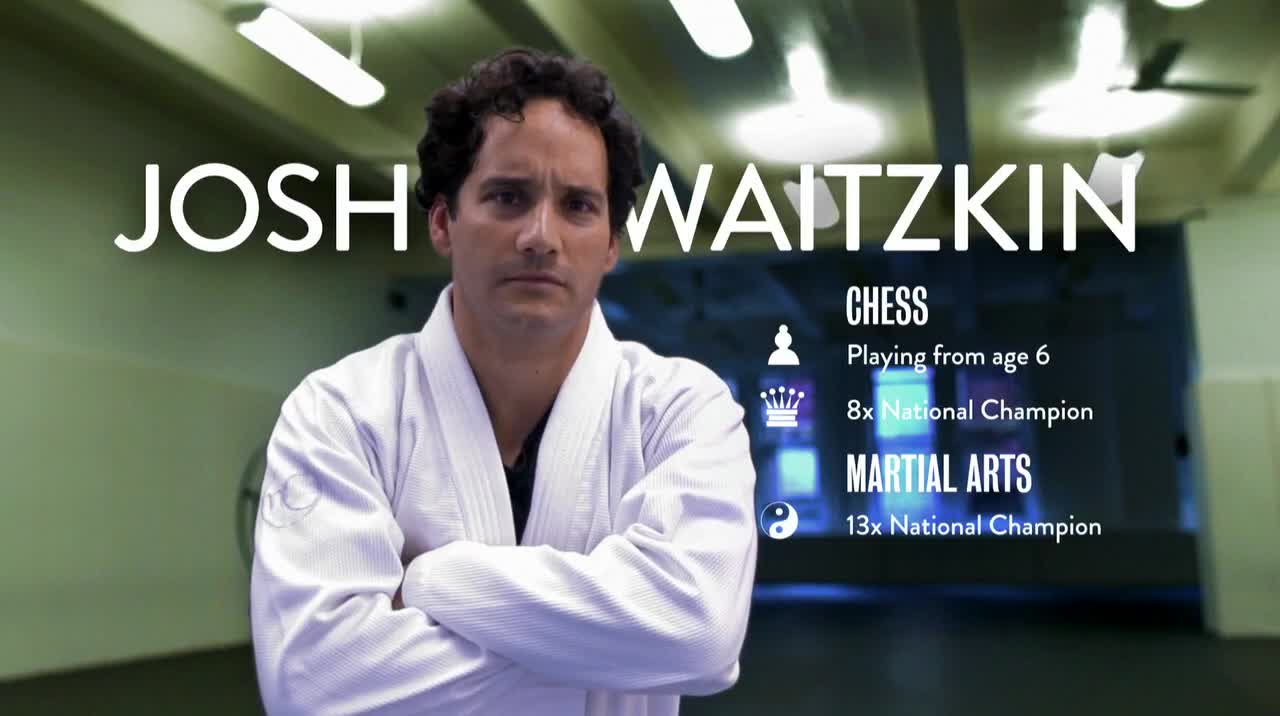 JOSH WAITZKIN
CHESS
Playing from age 6
8x National Champion
MARTIAL ARTS
13x National Champion